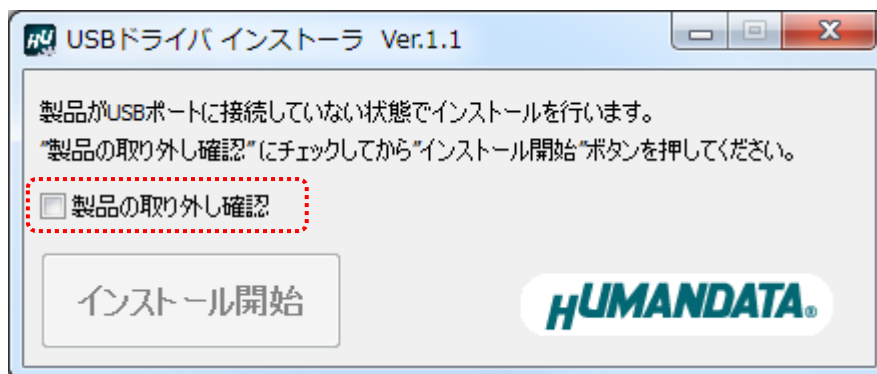 USBドライバ インストーラ Ver.1.1
製品がUSBポートに接続していない状態でインストールを行います。
"製品の取り外し確認"にチェックしてから"インストール開始"ボタンを押してください。
製品の取り外し確認
インストール開始
HUMANDATA®